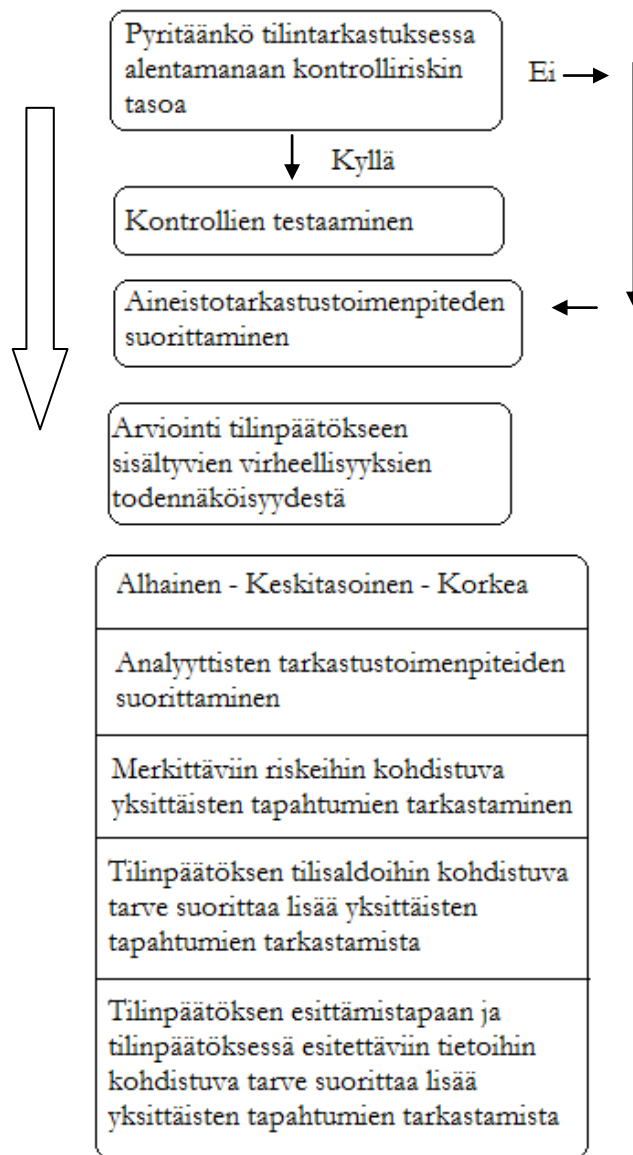 Pyritäänkö tilintarkastuksessa
alentamanaan kontrolliriskin
tasoa
Ei
Kyllä
Kontrollien testaaminen
Aineistotarkastustoimenpiteden
suorittaminen
Arviointi tilinpäätökseen
sisältyvien virheellisyyksien
todennäköisyydestä
Alhainen - Keskitasoinen - Korkea
Analyyttisten tarkastustoimenpiteiden
suorittaminen
Merkittäviin riskeihin kohdistuva
yksittäisten tapahtumien tarkastaminen
Tilinpäätöksen tilisaldoihin kohdistuva
tarve suorittaa lisää yksittäisten
tapahtumien tarkastamista
Tilinpäätöksen esittämistapaan ja
tilinpäätöksessä esitettäviin tietoihin
kohdistuva tarve suorittaa lisää
yksittäisten tapahtumien tarkastamista